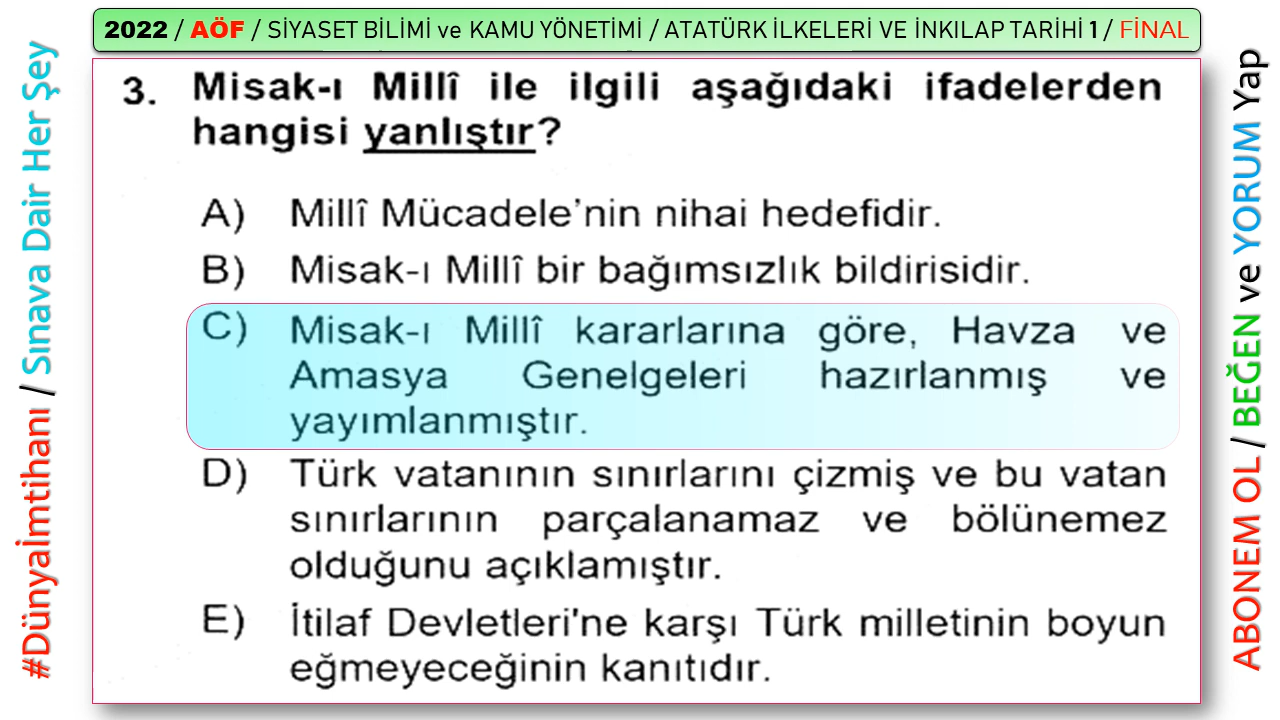 2022 / AÖF / SİYASET BİLİMİ ve KAMU YÖNETİMİ / ATATÜRK İLKELERİ VE İNKILAP TARİHİ 1 / FİNAL
#Dünyaİmtihanı / Sınava Dair Her Şey
3. Misak-ı Millî ile ilgili aşağıdaki ifadelerden
hangisi yanlıştır?
A) Millî Mücadele'nin nihai hedefidir.
B) Misak-ı Millî bir bağımsızlık bildirisidir.
C) Misak-ı Millî kararlarına göre, Havza ve
Amasya Genelgeleri hazırlanmış ve
yayımlanmıştır.
D) Türk vatanının sınırlarını çizmiş ve bu vatan
sınırlarının parçalanamaz ve bölünemez
olduğunu açıklamıştır.
E) İtilaf Devletleri'ne karşı Türk milletinin boyun
eğmeyeceğinin kanıtıdır.
ABONEM OL / BEĞEN ve YORUM Yap